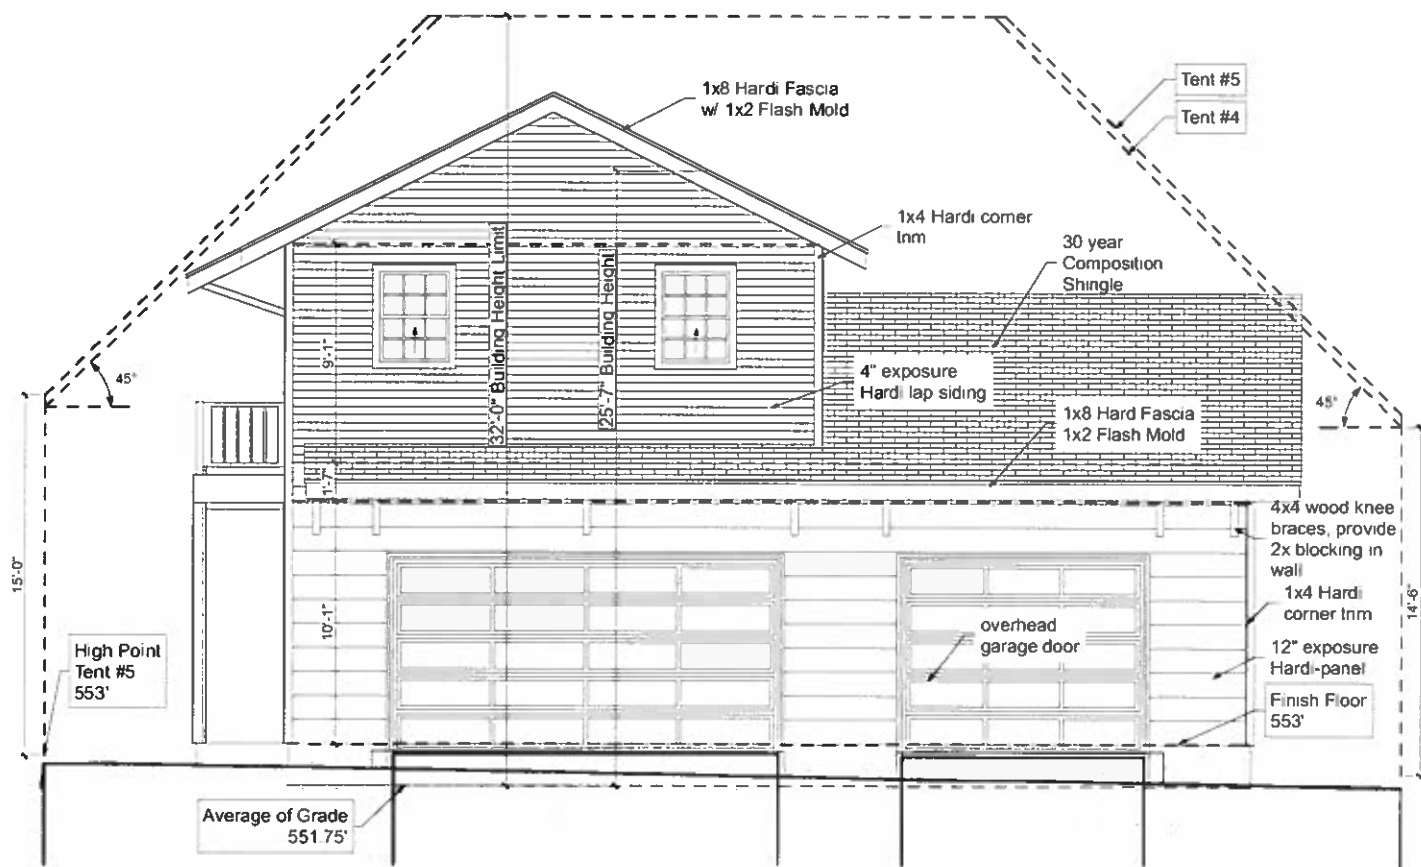 1x8 Hardi Fascia
w/ 1x2 Flash Mold
Tent #5
Tent #4
1x4 Hardi corner
trim
30 year
Composition
Shingle
32'-0" Building Height Limit
25'-7" Building Height
9'-1"
45°
4" exposure
Hardi lap siding
45°
1x8 Hard Fascia
1x2 Flash Mold
1'-7"
4x4 wood knee
braces, provide
2x blocking in
wall
15'-0"
14'-6"
1x4 Hardi
corner trim
10'-1"
overhead
garage door
High Point
Tent #5
553'
12" exposure
Hardi-panel
Finish Floor
553'
Average of Grade
551.75'